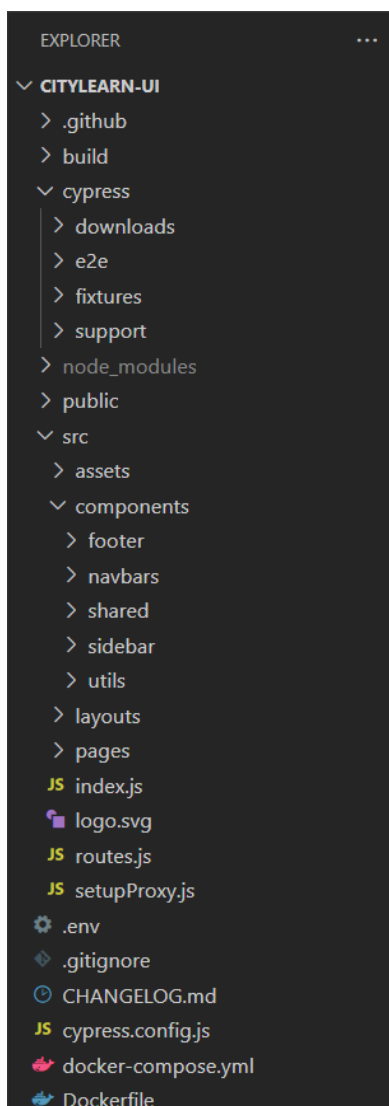 EXPLORER
CITYLEARN-UI
.github
build
cypress
downloads
e2e
fixtures
support
node_modules
public
src
assets
components
footer
navbars
shared
sidebar
utils
layouts
pages
JS index.js
logo.svg
JS routes.js
JS setupProxy.js
.env
.gitignore
CHANGELOG.md
JS cypress.config.js
docker-compose.yml
Dockerfile